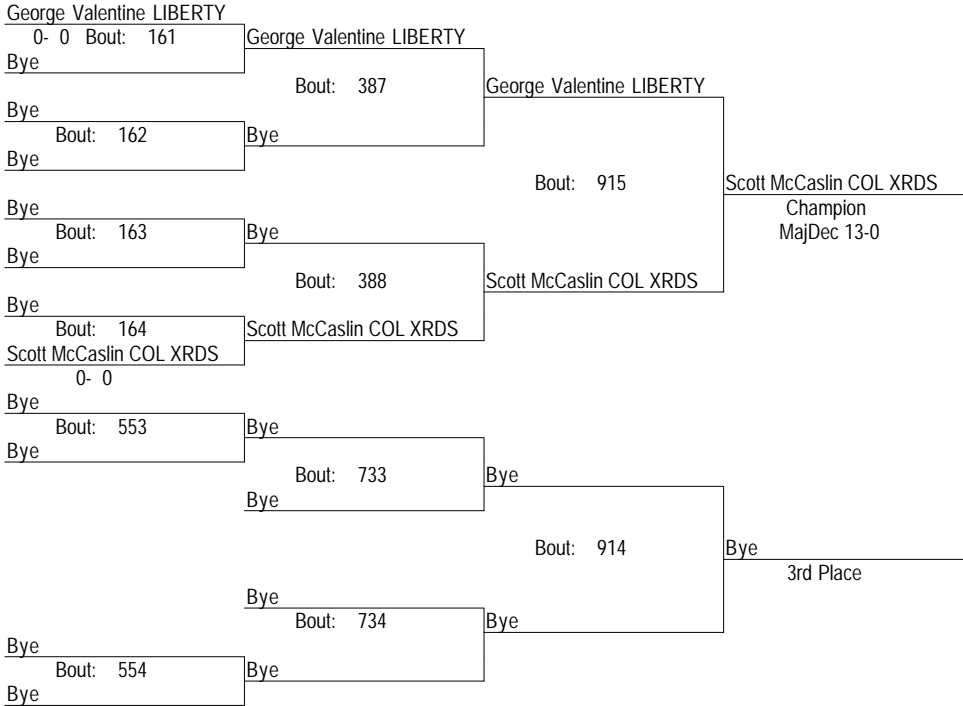 George Valentine LIBERTY
0- 0 Bout: 161
George Valentine LIBERTY
Bye
Bout: 387
George Valentine LIBERTY
Bye
Bout: 162
Bye
Bye
Bout: 915
Scott McCaslin COL XRDS
Bye
Champion
Bout: 163
Bye
MajDec 13-0
Bye
Bout: 388
Scott McCaslin COL XRDS
Bye
Bout: 164
Scott McCaslin COL XRDS
Scott McCaslin COL XRDS
0- 0
Bye
Bout: 553
Bye
Bye
Bout: 733
Bye
Bye
Bout: 914
Bye
3rd Place
Bye
Bout: 734
Bye
Bye
Bout: 554
Bye
Bye